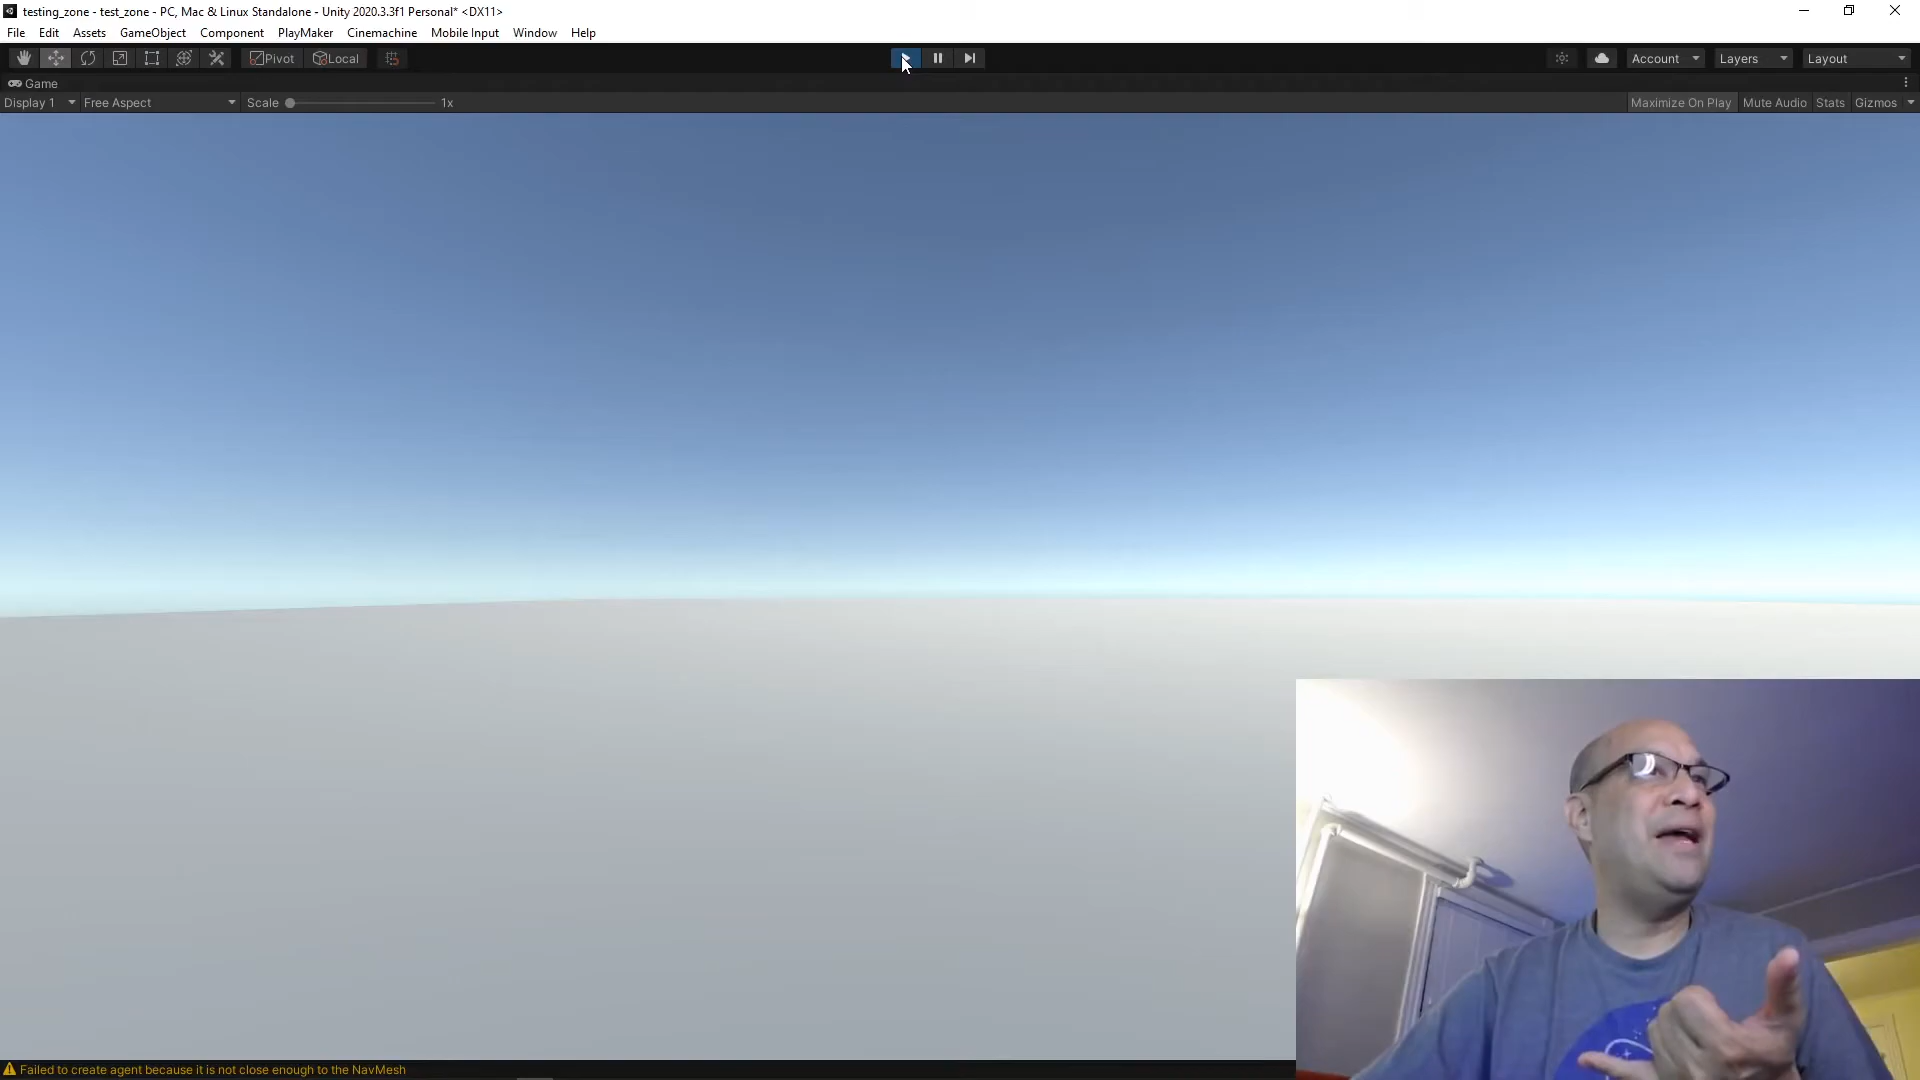 testing_zone - test_zone - PC, Mac & Linux Standalone - Unity 2020.3.3f1 Personal* <DX11>
File Edit Assets GameObject Component PlayMaker Cinemachine Mobile Input Window Help
Pivot Local Account Layers Layout
Game
Display 1 Free Aspect Scale 1x Maximize On Play Mute Audio Stats Gizmos
Failed to create agent because it is not close enough to the NavMesh